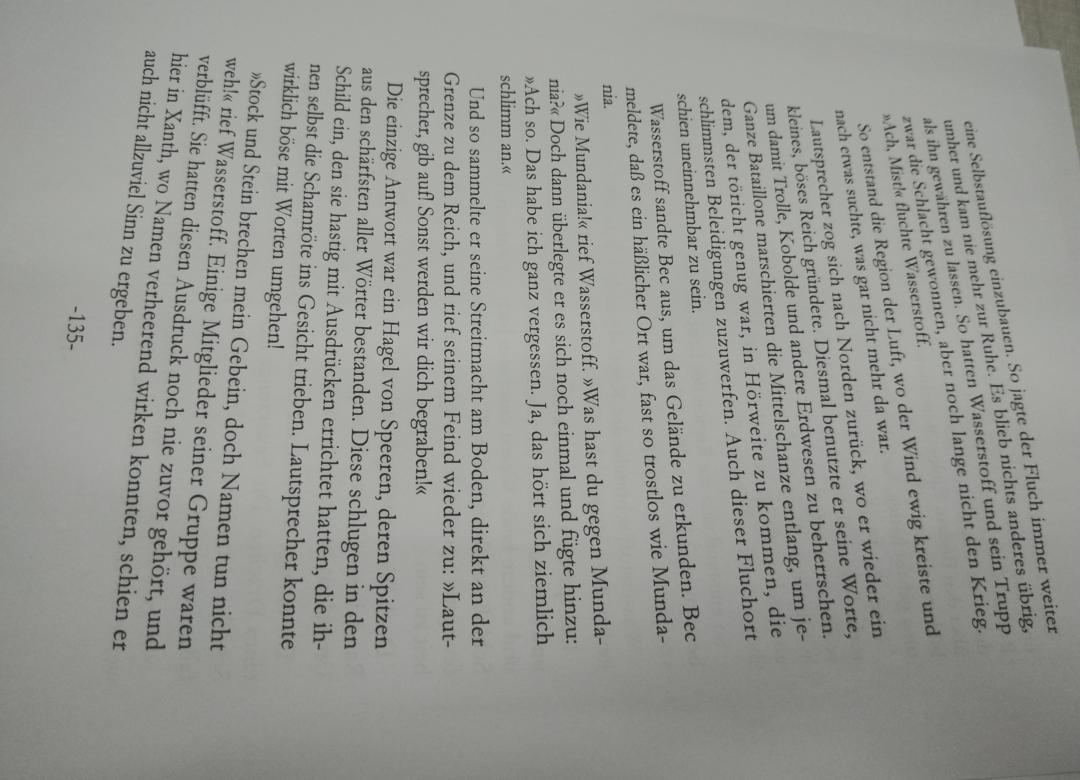 eine Selbstauflösung einzubauen. So jagte der Fluch immer weiter
umher und kam nie mehr zur Ruhe. Es blieb nichts anderes übrig,
als ihn gewähren zu lassen. So hatten Wasserstoff und sein Trupp
zwar die Schlacht gewonnen, aber noch lange nicht den Krieg.
»Ach, Mist!« fluchte Wasserstoff.
So entstand die Region der Luft, wo der Wind ewig kreiste und
nach etwas suchte, was gar nicht mehr da war.
Lautsprecher zog sich nach Norden zurück, wo er wieder ein
kleines, böses Reich gründete. Diesmal benutzte er seine Worte,
um damit Trolle, Kobolde und andere Erdwesen zu beherrschen.
Ganze Bataillone marschierten die Mittelschanze entlang, um je-
dem, der töricht genug war, in Hörweite zu kommen, die
schlimmsten Beleidigungen zuzuwerfen. Auch dieser Fluchort
schien uneinnehmbar zu sein.
Wasserstoff sandte Bec aus, um das Gelände zu erkunden. Bec
meldete, daß es ein häßlicher Ort war, fast so trostlos wie Munda-
nia.
»Wie Mundania!« rief Wasserstoff. »Was hast du gegen Munda-
nia?« Doch dann überlegte er es sich noch einmal und fügte hinzu:
»Ach so. Das habe ich ganz vergessen. Ja, das hört sich ziemlich
schlimm an.«
Und so sammelte er seine Streitmacht am Boden, direkt an der
Grenze zu dem Reich, und rief seinem Feind wieder zu: »Laut-
sprecher, gib auf! Sonst werden wir dich begraben!«
Die einzige Antwort war ein Hagel von Speeren, deren Spitzen
aus den schärfsten aller Wörter bestanden. Diese schlugen in den
Schild ein, den sie hastig mit Ausdrücken errichtet hatten, die ih-
nen selbst die Schamröte ins Gesicht trieben. Lautsprecher konnte
wirklich böse mit Worten umgehen!
»Stock und Stein brechen mein Gebein, doch Namen tun nicht
weh!« rief Wasserstoff. Einige Mitglieder seiner Gruppe waren
verblüfft. Sie hatten diesen Ausdruck noch nie zuvor gehört, und
hier in Xanth, wo Namen verheerend wirken konnten, schien er
auch nicht allzuviel Sinn zu ergeben.
-135-